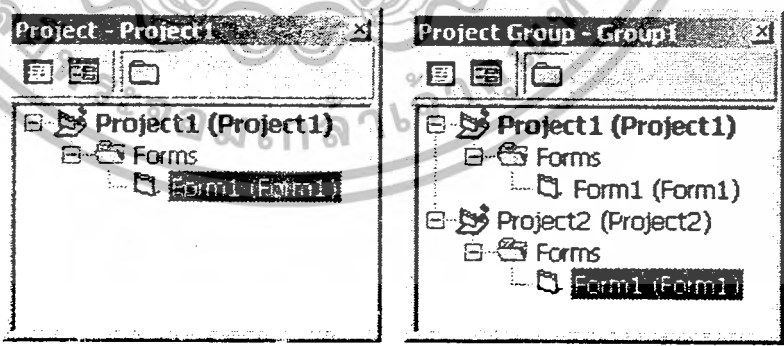 Project - Project1
Project1 (Project1)
Forms
Form1 (Form1)
Project Group - Group1
Project1 (Project1)
Forms
Form1 (Form1)
Project2 (Project2)
Forms
Form1 (Form1)